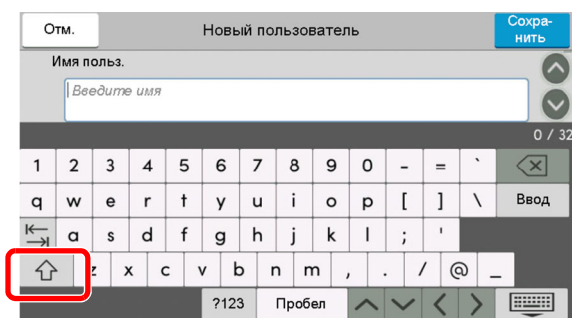 Отм. Новый пользователь Сохра-
нить
Имя польз.
Введите имя
0 / 32
1 2 3 4 5 6 7 8 9 0 - = `
q w e r t y u i o p [ ] \ Ввод
a s d f g h j k l ; '
z x c v b n m , . / @ _
?123 Пробел